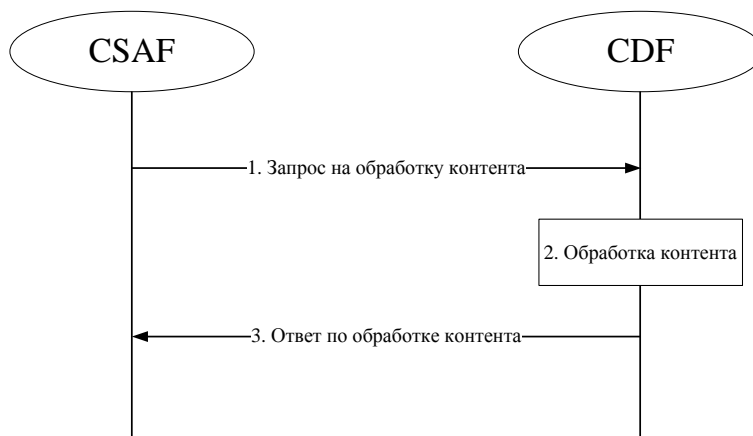 CSAF
CDF
1. Запрос на обработку контента
2. Обработка контента
3. Ответ по обработке контента